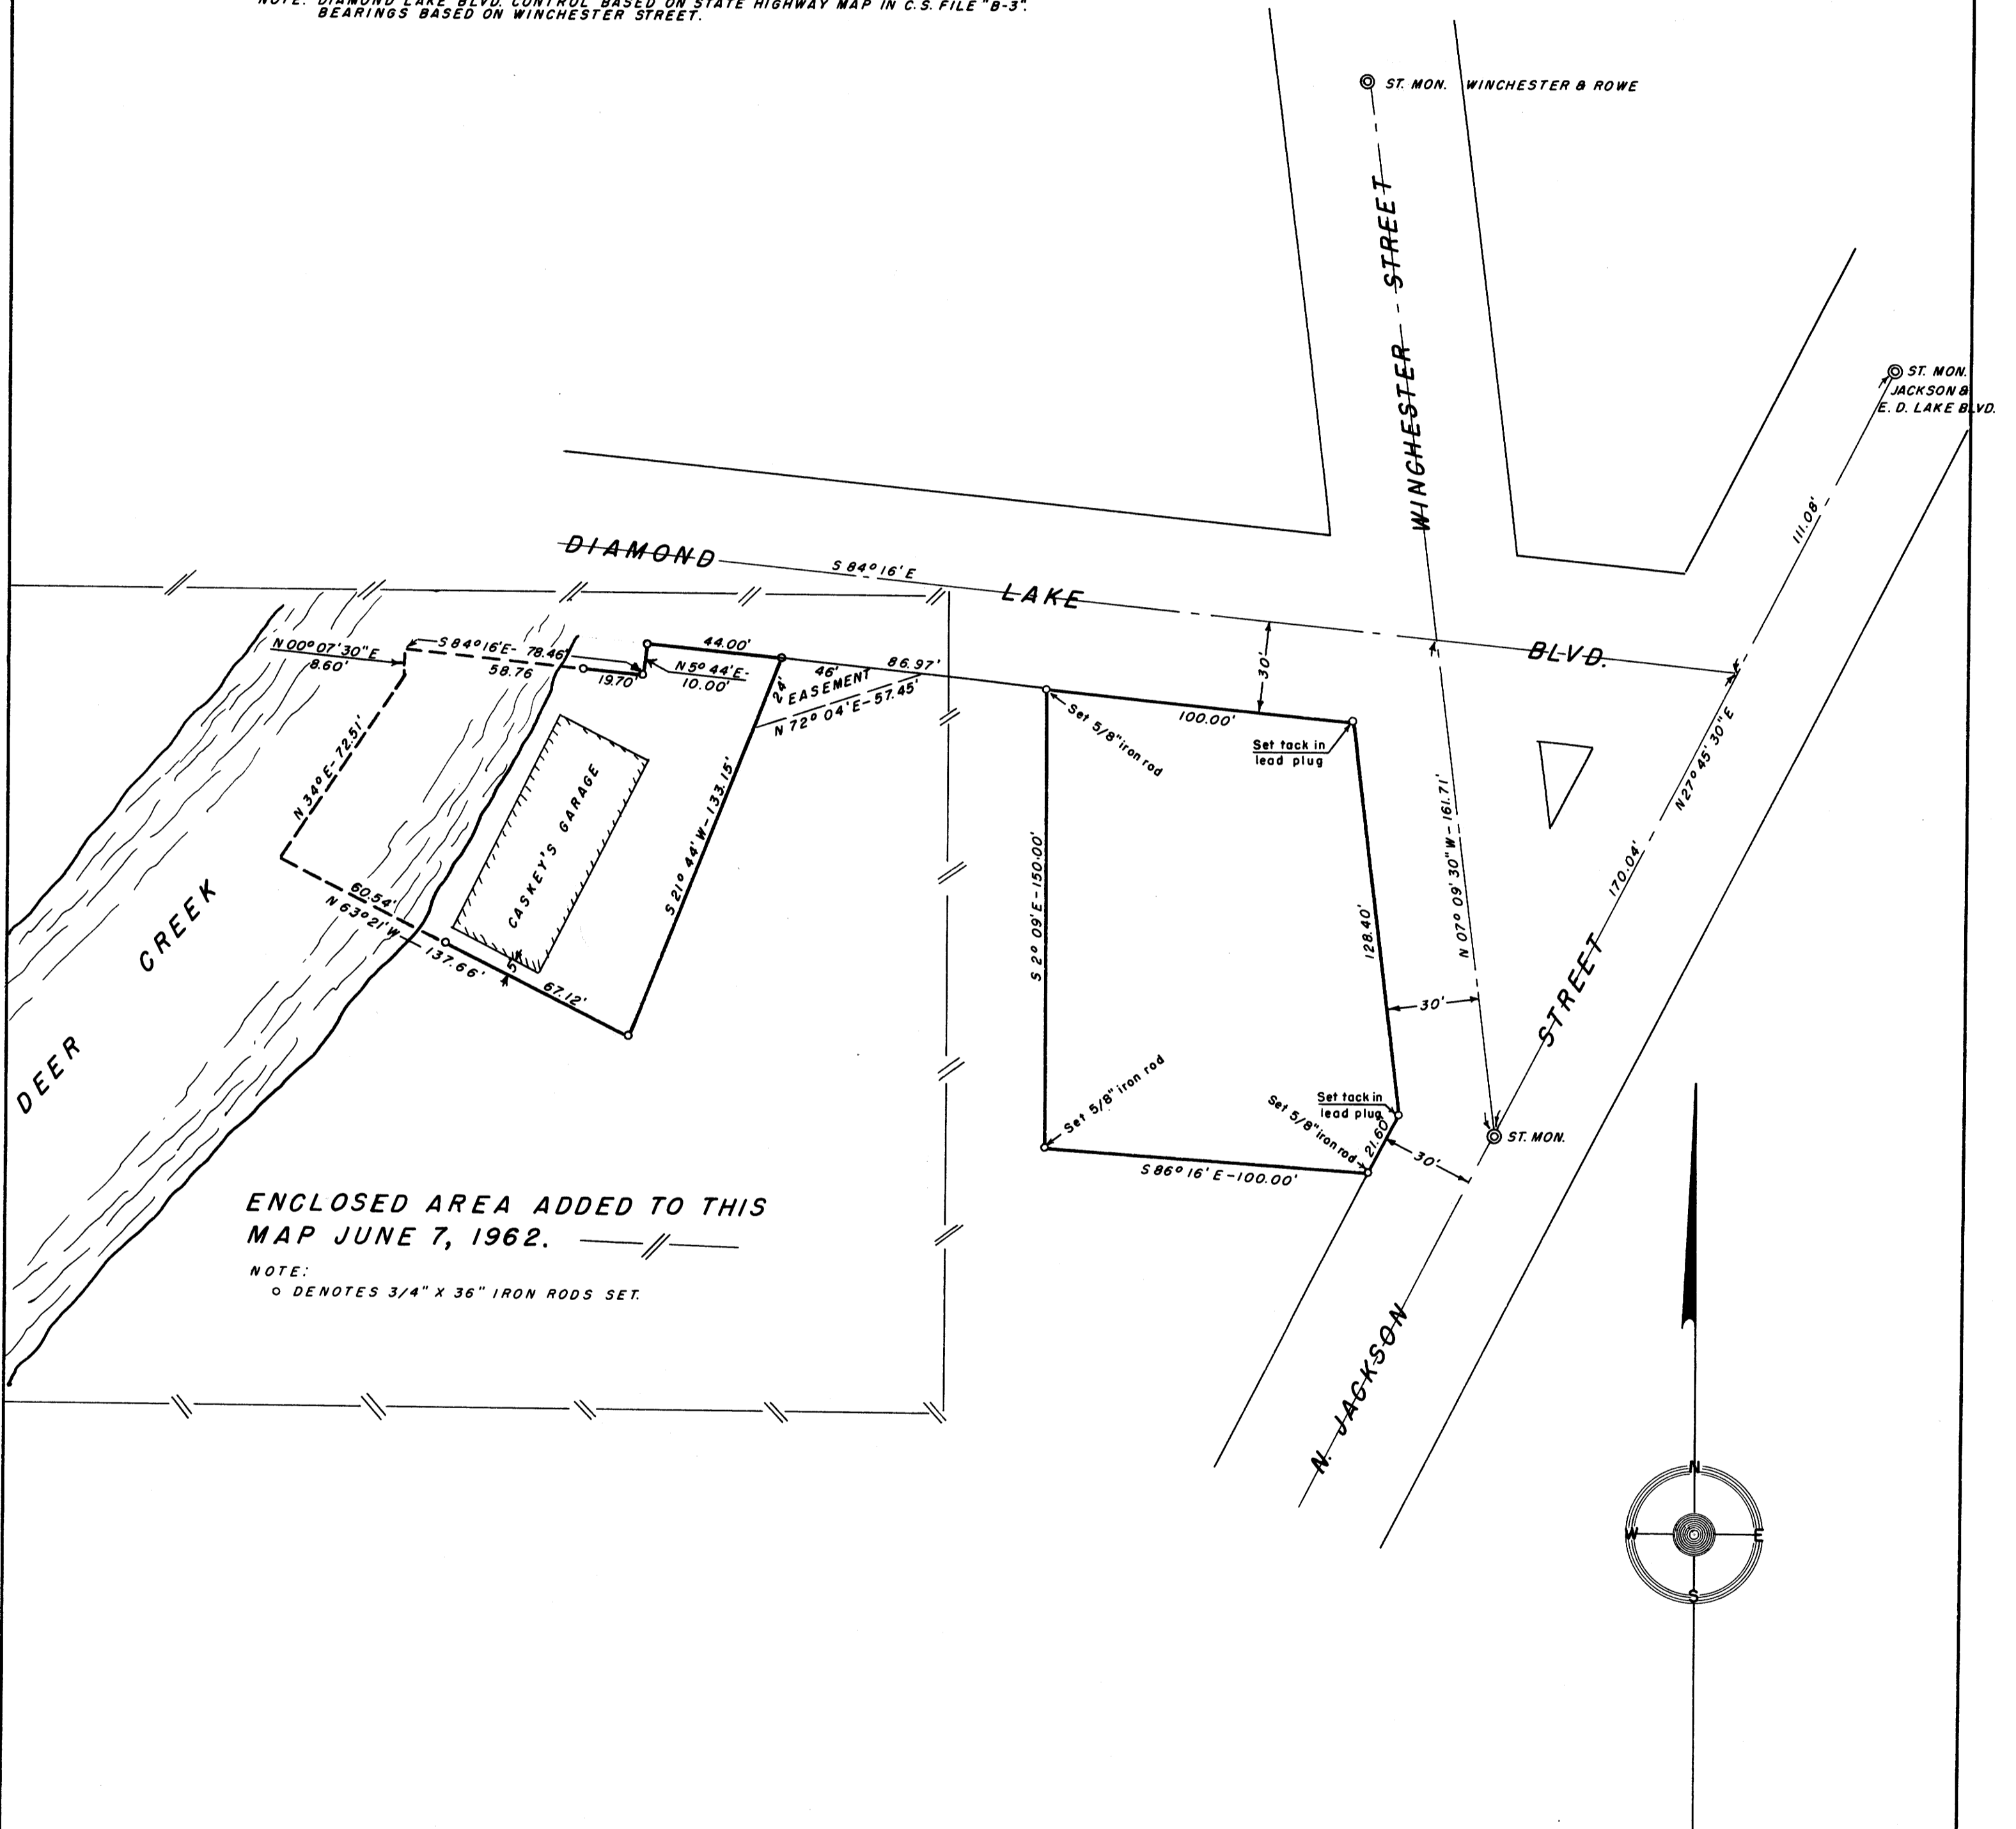 NOTE: DIAMOND LAKE BLVD. CONTROL BASED ON STATE HIGHWAY MAP IN C.S. FILE "B-3".
BEARINGS BASED ON WINCHESTER STREET.
ST. MON. WINCHESTER & ROWE
WINCHESTER STREET
ST. MON.
JACKSON &
E. D. LAKE BLVD.
111.08'
DIAMOND LAKE BLVD.
S 84° 16' E
N 00° 07' 30" E
8.60'
S 84° 16' E - 78.46'
58.76
19.70'
44.00'
N 5° 44' E -
10.00'
46'
86.97'
24'
EASEMENT
N 72° 04' E - 57.45'
30'
100.00'
Set 5/8" iron rod
Set tack in
lead plug
N 34° E - 72.51'
CASKEY'S GARAGE
S 21° 44' W - 133.15'
S 2° 09' E - 150.00'
128.40'
N 07° 09' 30" W - 161.71'
N 27° 45' 30" E
170.04'
60.54'
N 63° 21' W
137.66'
5'
67.12'
30'
DEER CREEK
Set 5/8" iron rod
Set 5/8" iron rod
Set tack in
lead plug
21.60'
30'
ST. MON.
S 86° 16' E - 100.00'
N. JACKSON STREET
ENCLOSED AREA ADDED TO THIS
MAP JUNE 7, 1962.
NOTE:
O DENOTES 3/4" X 36" IRON RODS SET.
N
W E
S